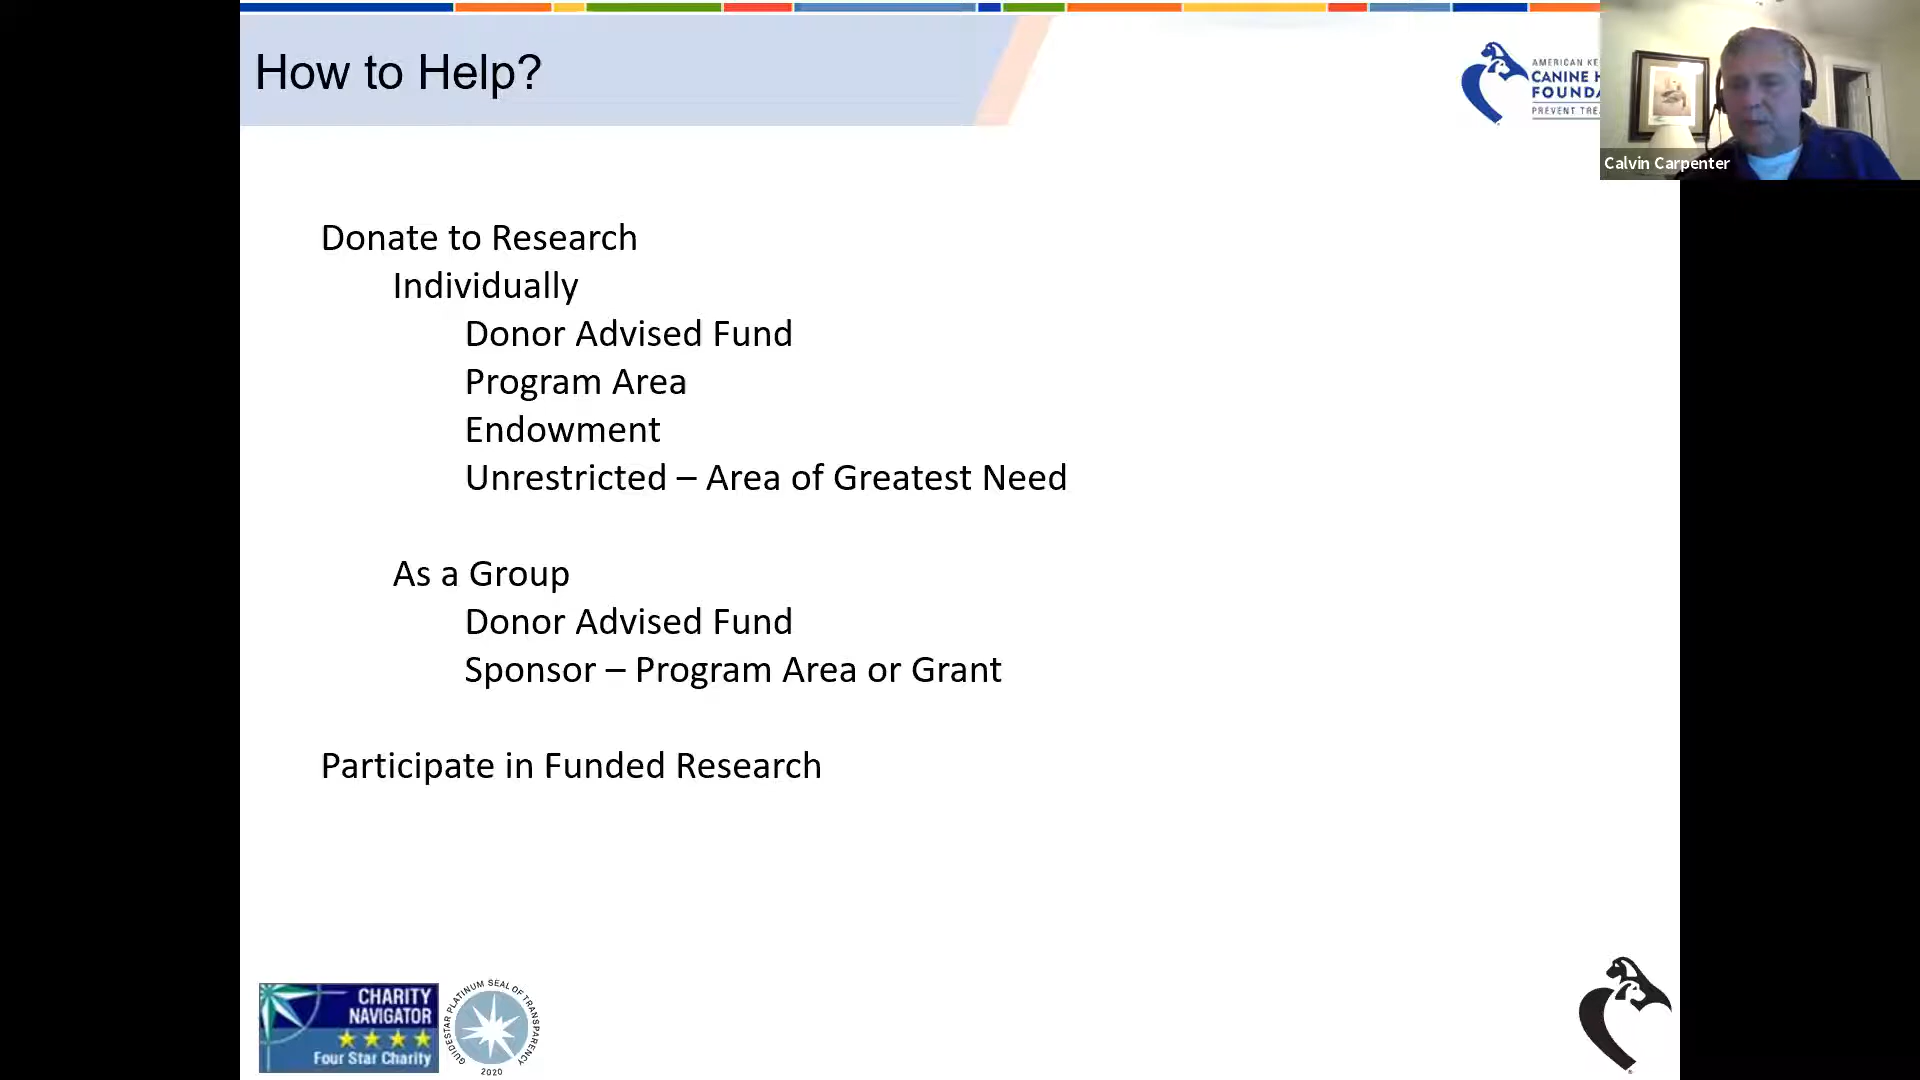 How to Help?
AMERICAN KE
CANINE H
FOUNDA
PREVENT TRE
Calvin Carpenter
Donate to Research
Individually
Donor Advised Fund
Program Area
Endowment
Unrestricted – Area of Greatest Need
As a Group
Donor Advised Fund
Sponsor – Program Area or Grant
Participate in Funded Research
CHARITY
NAVIGATOR
Four Star Charity
GUIDESTAR PLATINUM SEAL OF TRANSPARENCY
2020